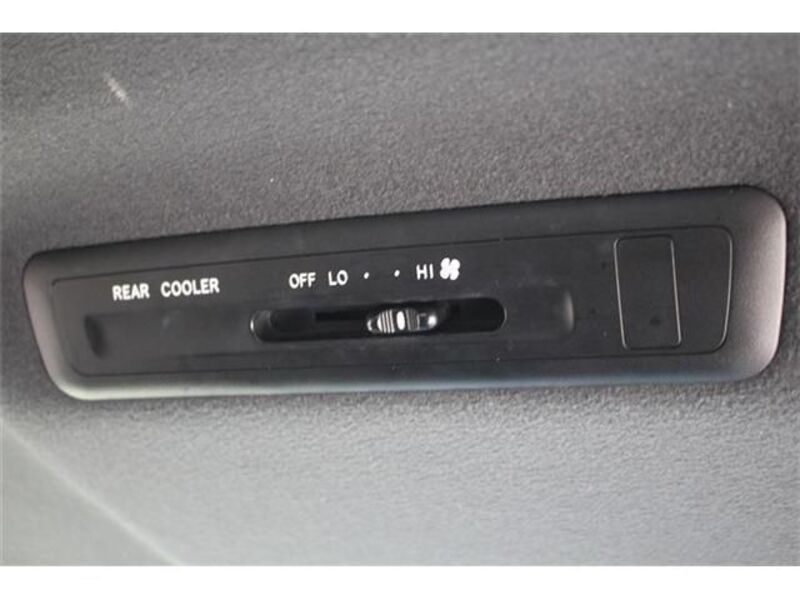 REAR COOLER OFF LO • • HI